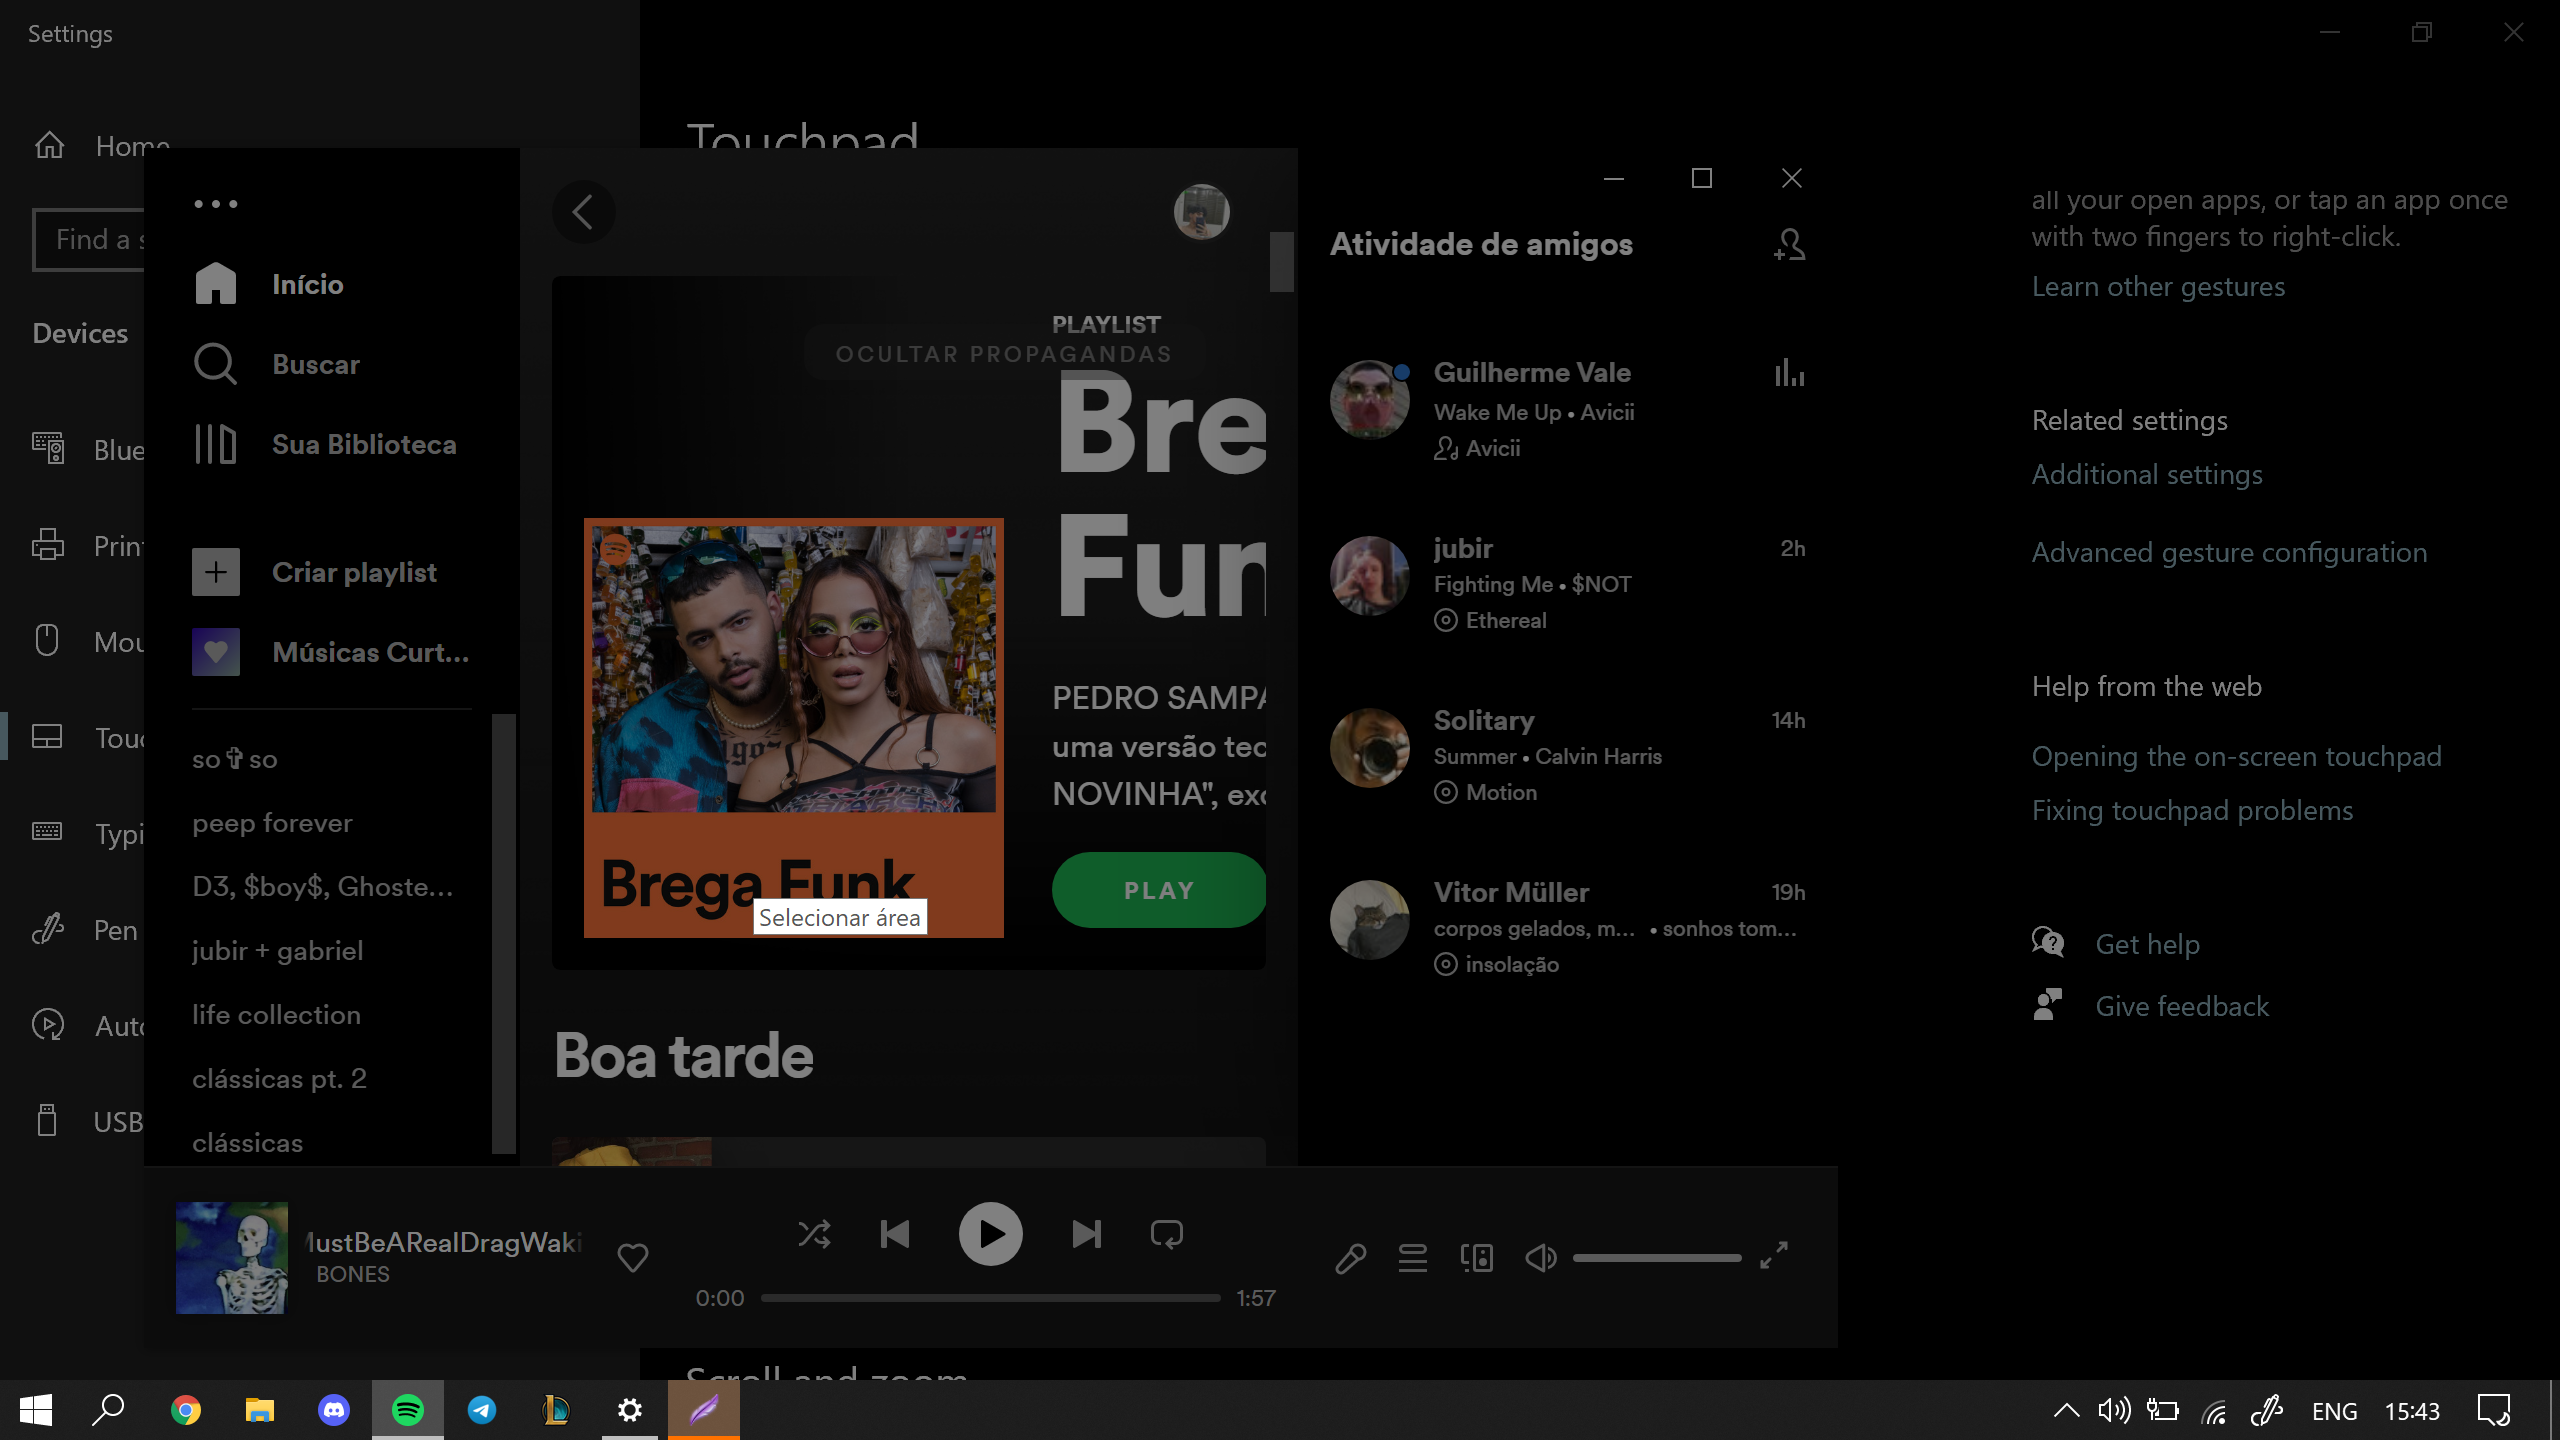 Settings
Home
Find a s
Devices
Blue
Print
Mou
Touc
Typi
Pen
Auto
USB
Touchpad
Início
Buscar
Sua Biblioteca
Criar playlist
Músicas Curt...
so✞so
peep forever
D3, $boy$, Ghoste...
jubir + gabriel
life collection
clássicas pt. 2
clássicas
PLAYLIST
OCULTAR PROPAGANDAS
Bre
Fun
PEDRO SAMPA
uma versão tec
NOVINHA", exc
PLAY
Brega Funk
Selecionar área
Boa tarde
Atividade de amigos
Guilherme Vale
Wake Me Up • Avicii
Avicii
jubir 2h
Fighting Me • $NOT
Ethereal
Solitary 14h
Summer • Calvin Harris
Motion
Vitor Müller 19h
corpos gelados, m... • sonhos tom...
insolação
MustBeARealDragWaki
BONES
0:00 1:57
Scroll and zoom
all your open apps, or tap an app once
with two fingers to right-click.
Learn other gestures
Related settings
Additional settings
Advanced gesture configuration
Help from the web
Opening the on-screen touchpad
Fixing touchpad problems
Get help
Give feedback
ENG 15:43